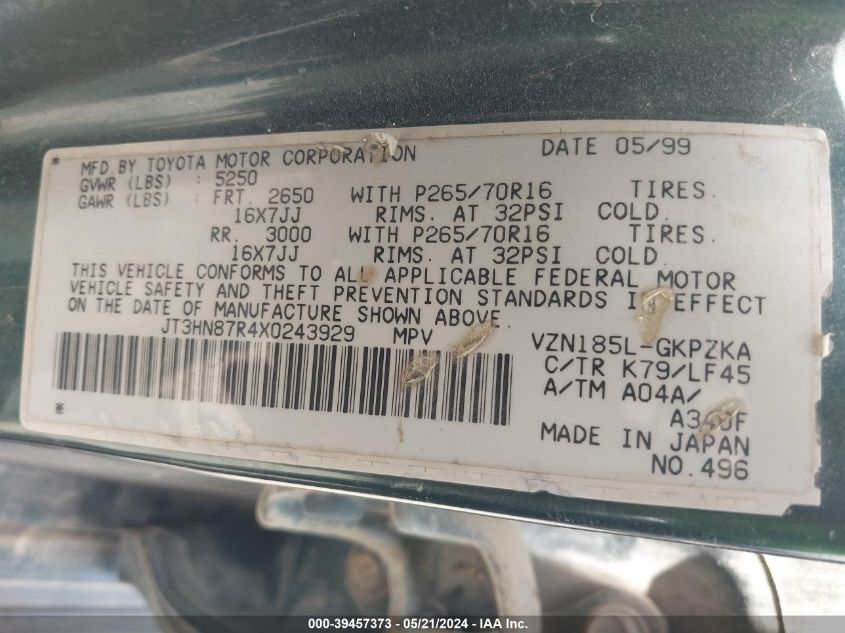 MFD.BY TOYOTA MOTOR CORPORATION DATE 05/99
GVWR (LBS) : 5250
GAWR (LBS) : FRT. 2650 WITH P265/70R16 TIRES.
16X7JJ RIMS. AT 32PSI COLD.
RR. 3000 WITH P265/70R16 TIRES.
16X7JJ RIMS. AT 32PSI COLD.
THIS VEHICLE CONFORMS TO ALL APPLICABLE FEDERAL MOTOR
VEHICLE SAFETY AND THEFT PREVENTION STANDARDS IN EFFECT
ON THE DATE OF MANUFACTURE SHOWN ABOVE.
JT3HN87R4X0243929 MPV
VZN185L-GKPZKA
C/TR K79/LF45
A/TM A04A/
MADE IN JAPAN
NO.496
000-39457373 - 05/21/2024 - IAA Inc.